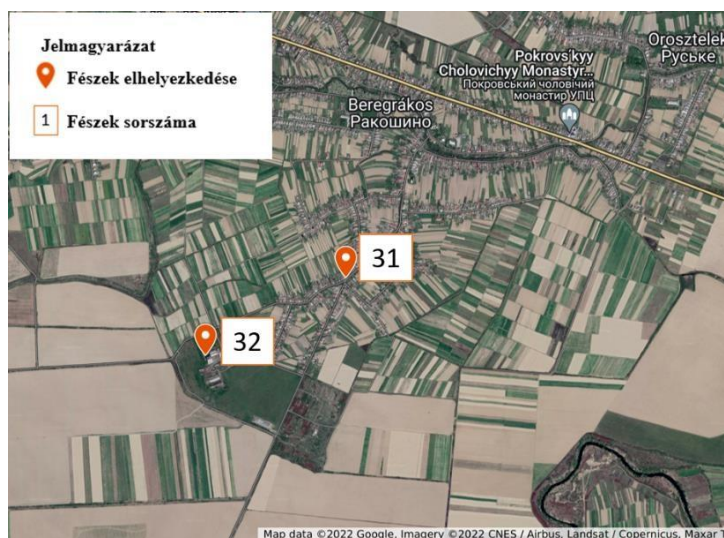 Jelmagyarázat
Fészek elhelyezkedése
1 Fészek sorszáma
Pokrovs'kyy
Cholovichyy Monastyr...
Покровський чоловічий
монастир УПЦ
Orosztelek
Руське
Beregrákos
Ракошино
31
32
Map data ©2022 Google, Imagery ©2022 CNES / Airbus, Landsat / Copernicus, Maxar T